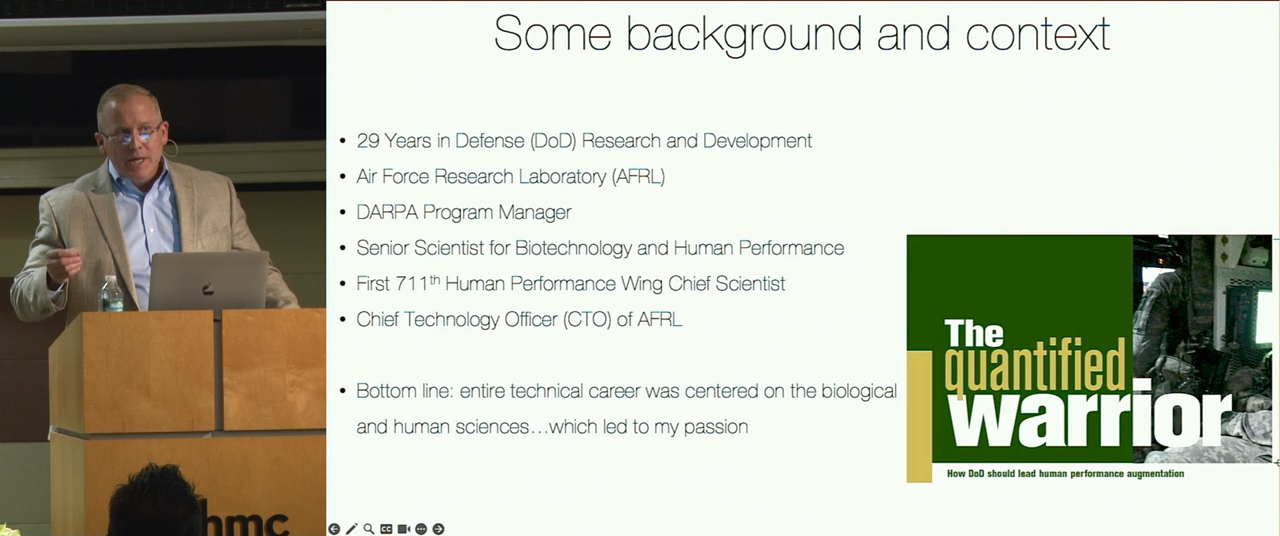 Some background and context
• 29 Years in Defense (DoD) Research and Development
• Air Force Research Laboratory (AFRL)
• DARPA Program Manager
• Senior Scientist for Biotechnology and Human Performance
• First 711th Human Performance Wing Chief Scientist
• Chief Technology Officer (CTO) of AFRL
• Bottom line: entire technical career was centered on the biological
and human sciences…which led to my passion
The
quantified
warrior
How DoD should lead human performance augmentation
CC
hmc